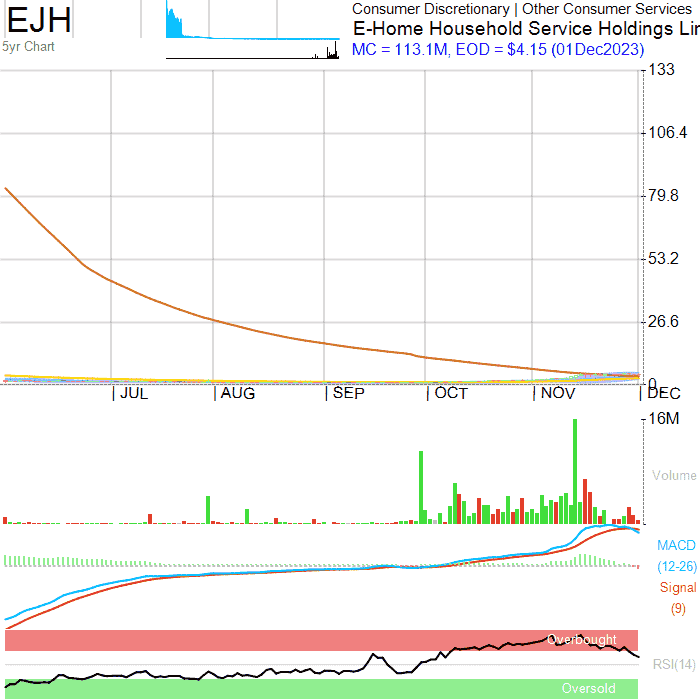 EJH
5yr Chart
Consumer Discretionary | Other Consumer Services
E-Home Household Service Holdings Lir
MC = 113.1M, EOD = $4.15 (01Dec2023)
133
106.4
79.8
53.2
26.6
0
JUL AUG SEP OCT NOV DEC
16M
Volume
MACD
(12-26)
Signal
(9)
Overbought
RSI(14)
Oversold